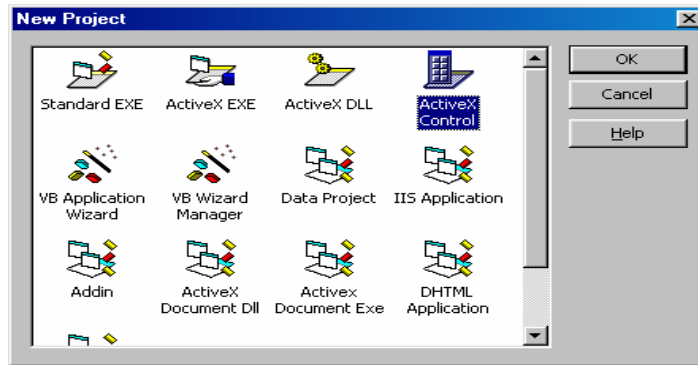 New Project
Standard EXE
ActiveX EXE
ActiveX DLL
ActiveX
Control
VB Application
Wizard
VB Wizard
Manager
Data Project
IIS Application
Addin
ActiveX
Document Dll
Activex
Document Exe
DHTML
Application
OK
Cancel
Help